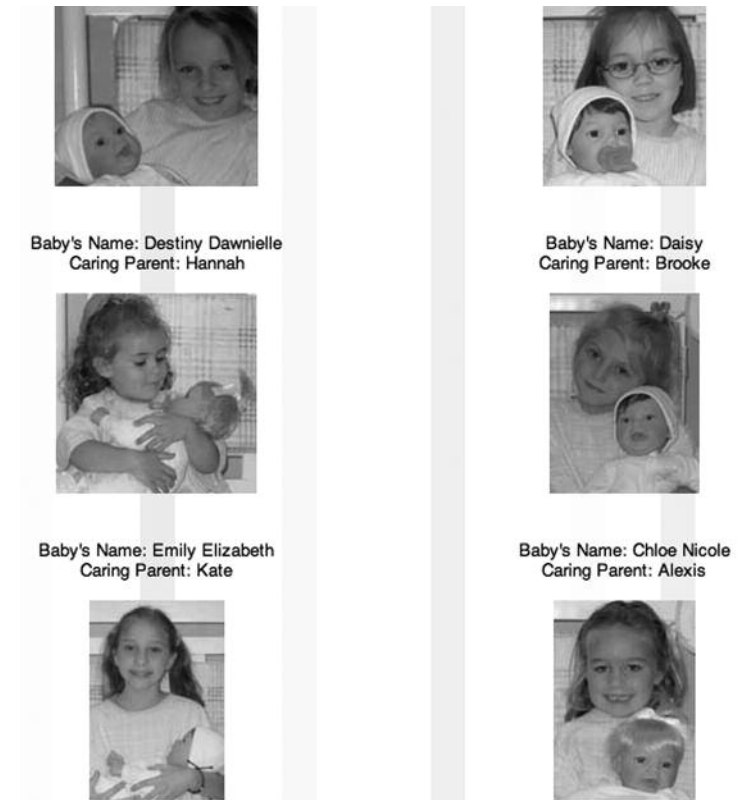 Baby's Name: Destiny Dawnielle
Caring Parent: Hannah
Baby's Name: Daisy
Caring Parent: Brooke
Baby's Name: Emily Elizabeth
Caring Parent: Kate
Baby's Name: Chloe Nicole
Caring Parent: Alexis